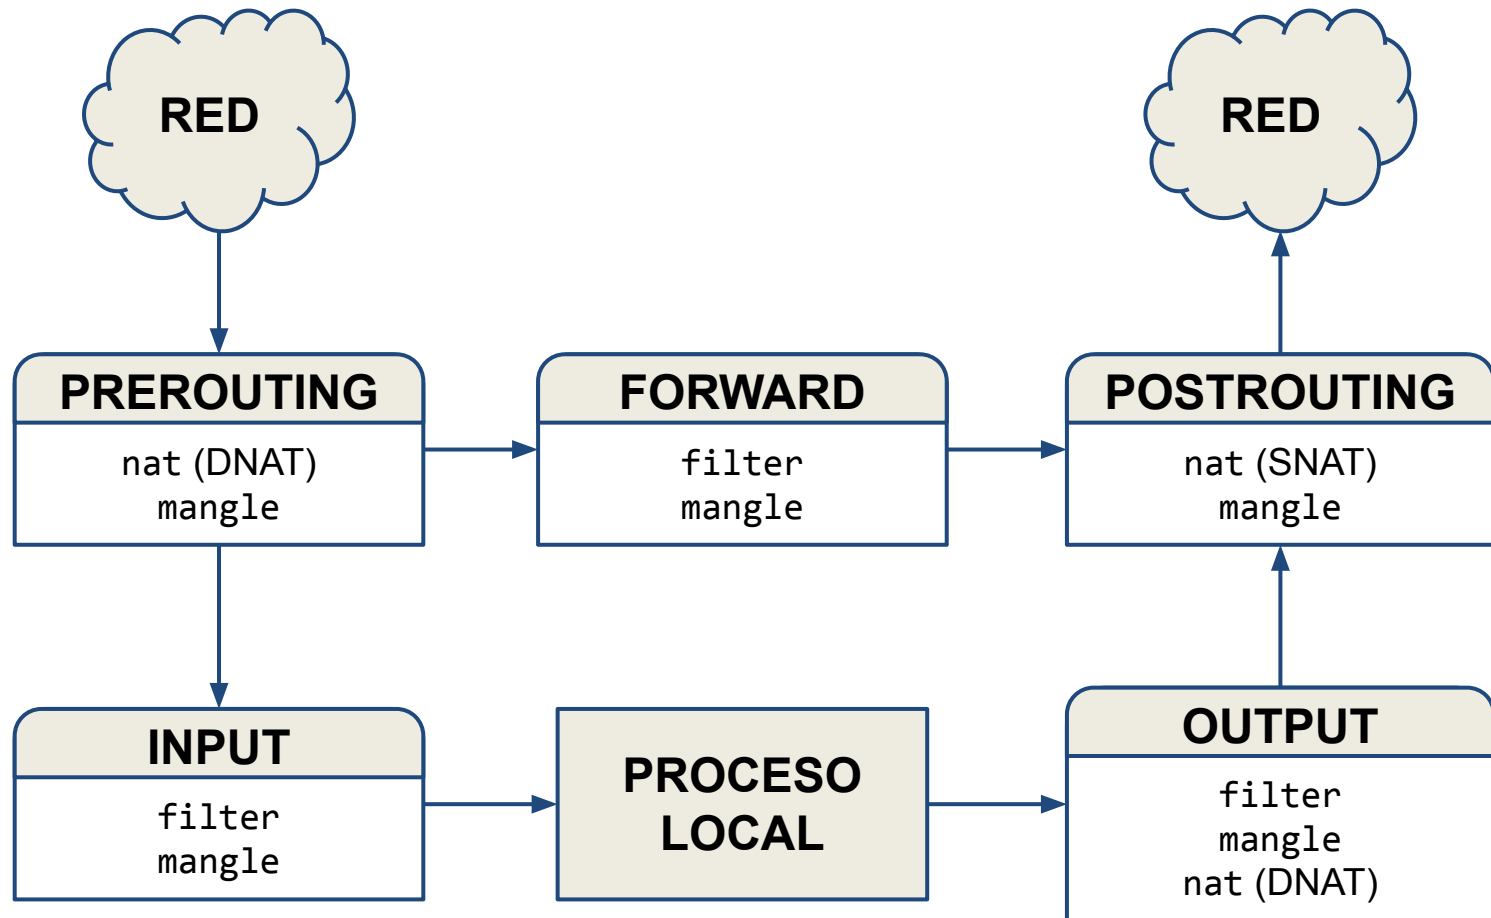 RED
RED
PREROUTING
nat (DNAT)
mangle
FORWARD
filter
mangle
POSTROUTING
nat (SNAT)
mangle
INPUT
filter
mangle
PROCESO
LOCAL
OUTPUT
filter
mangle
nat (DNAT)